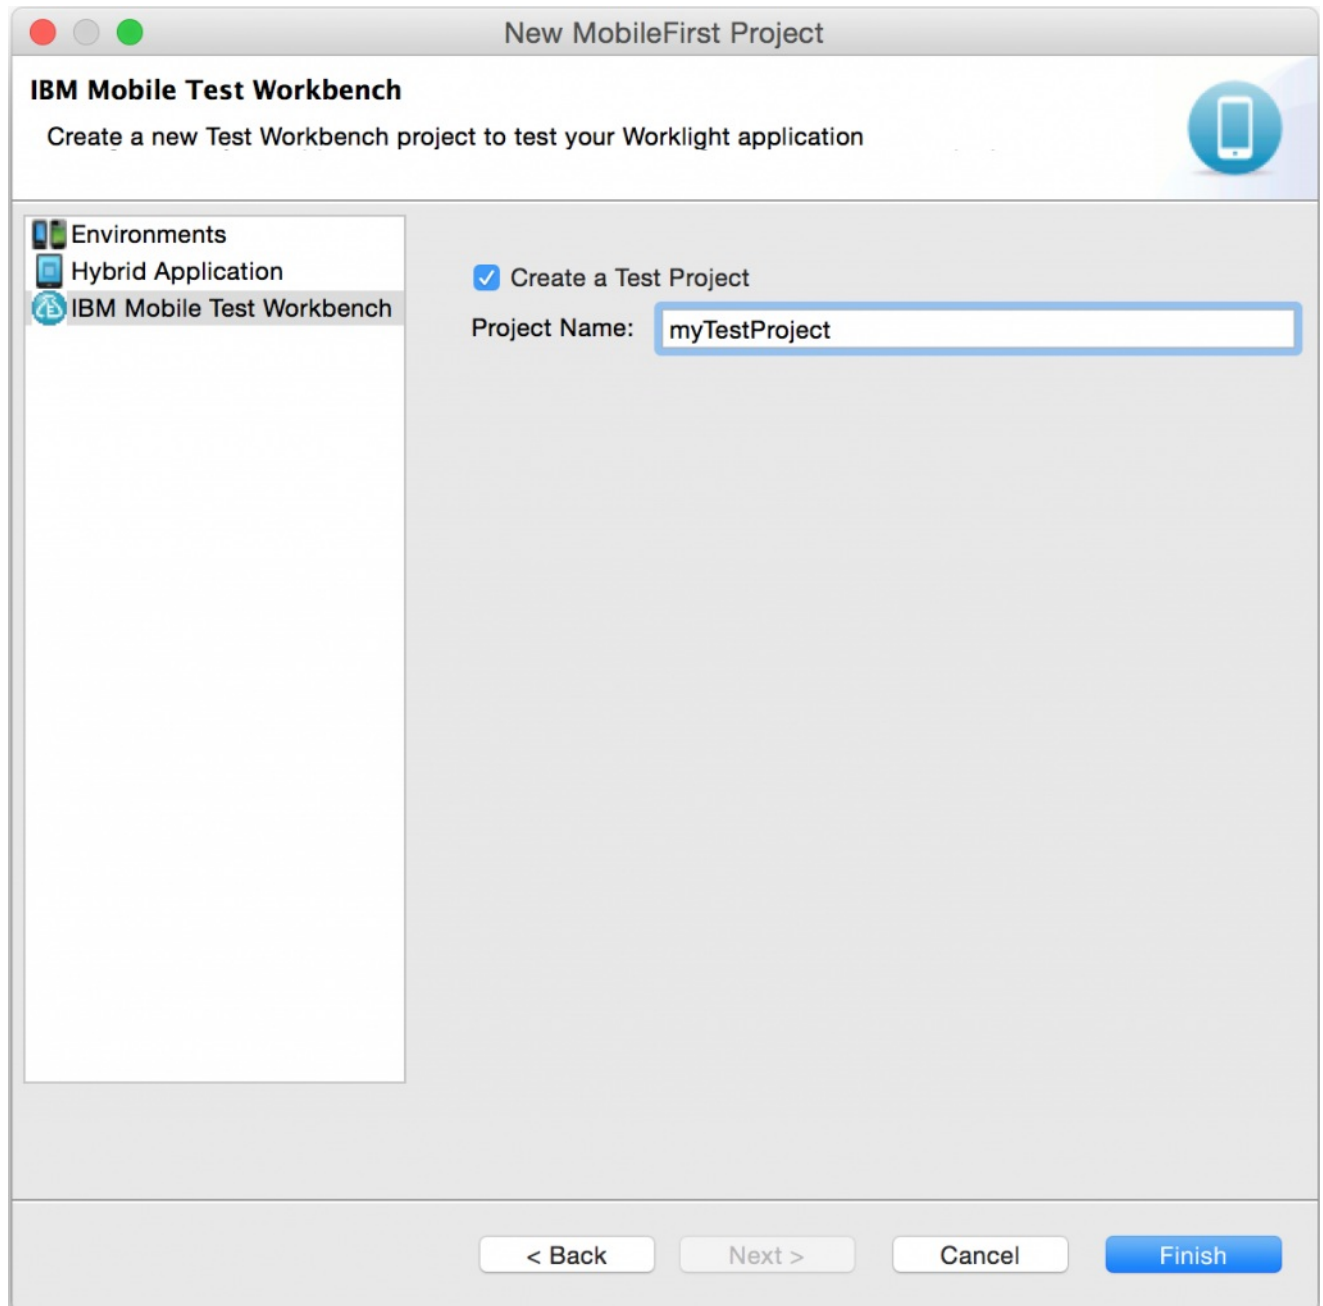 New MobileFirst Project
IBM Mobile Test Workbench
Create a new Test Workbench project to test your Worklight application
Environments
Hybrid Application
IBM Mobile Test Workbench
Create a Test Project
Project Name: myTestProject
< Back Next > Cancel Finish